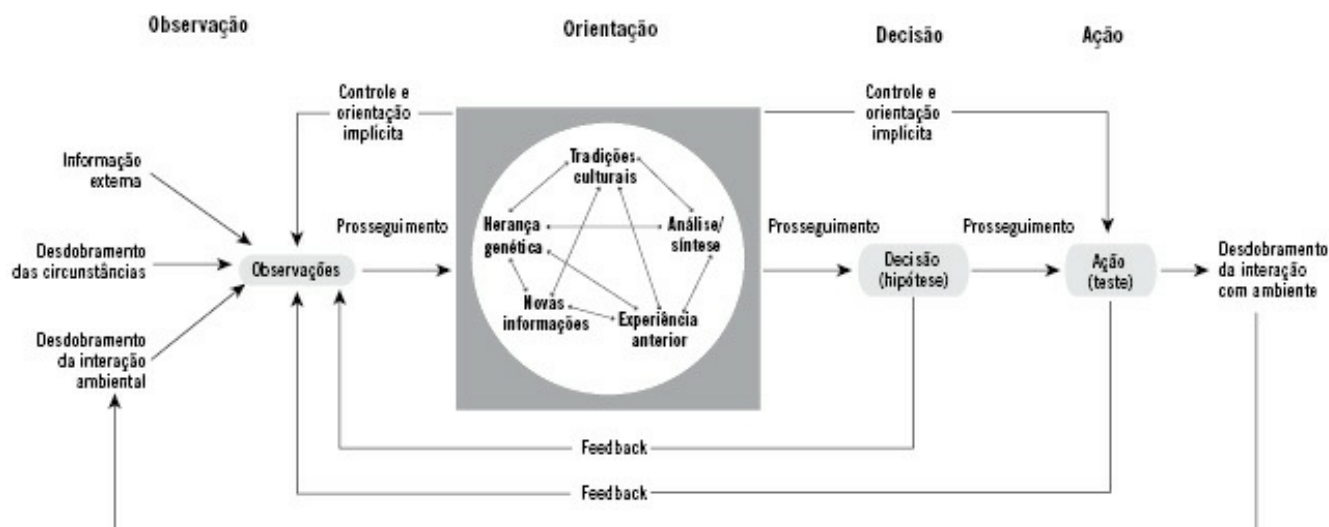 Observação
Orientação
Decisão
Ação
Controle e
orientação
implícita
Controle e
orientação
implícita
Informação
externa
Desdobramento
das circunstâncias
Desdobramento
da interação
ambiental
Observações
Prosseguimento
Tradições
culturais
Herança
genética
Análise/
síntese
Novas
informações
Experiência
anterior
Prosseguimento
Decisão
(hipótese)
Prosseguimento
Ação
(teste)
Desdobramento
da interação
com ambiente
Feedback
Feedback